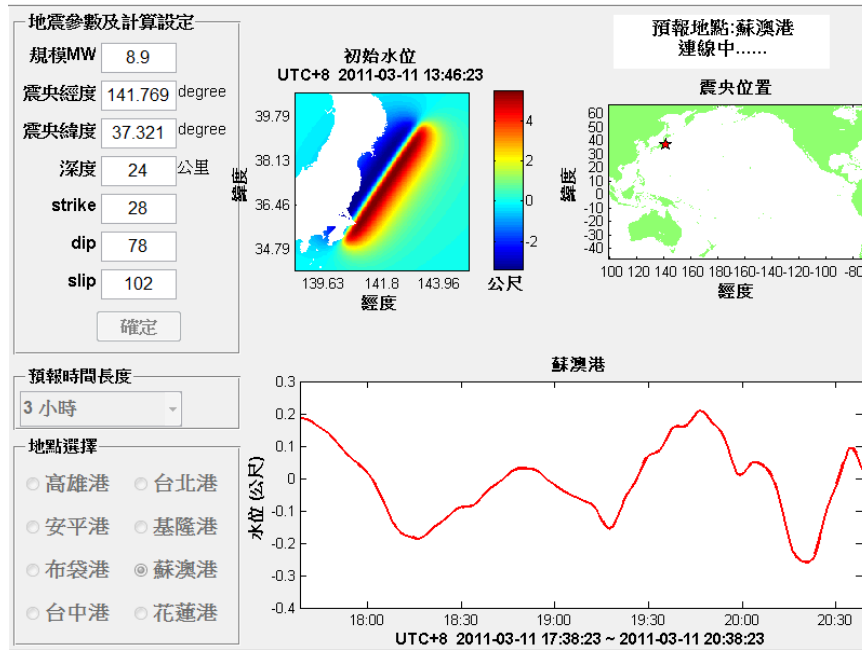 地震參數及計算設定
規模MW 8.9
震央經度 141.769 degree
震央緯度 37.321 degree
深度 24 公里
strike 28
dip 78
slip 102
確定
預報時間長度
3 小時
地點選擇
高雄港 台北港
安平港 基隆港
布袋港 蘇澳港
台中港 花蓮港
初始水位
UTC+8 2011-03-11 13:46:23
緯度
39.79
38.13
36.46
34.79
139.63 141.8 143.96
經度
4
2
0
-2
公尺
預報地點:蘇澳港
連線中......
震央位置
緯度
60
50
40
30
20
10
0
-10
-20
-30
-40
100 120 140 160 180 160 -140 -120 -100 -80
經度
蘇澳港
水位 (公尺)
0.3
0.2
0.1
0
-0.1
-0.2
-0.3
-0.4
18:00 18:30 19:00 19:30 20:00 20:30
UTC+8 2011-03-11 17:38:23 ~ 2011-03-11 20:38:23